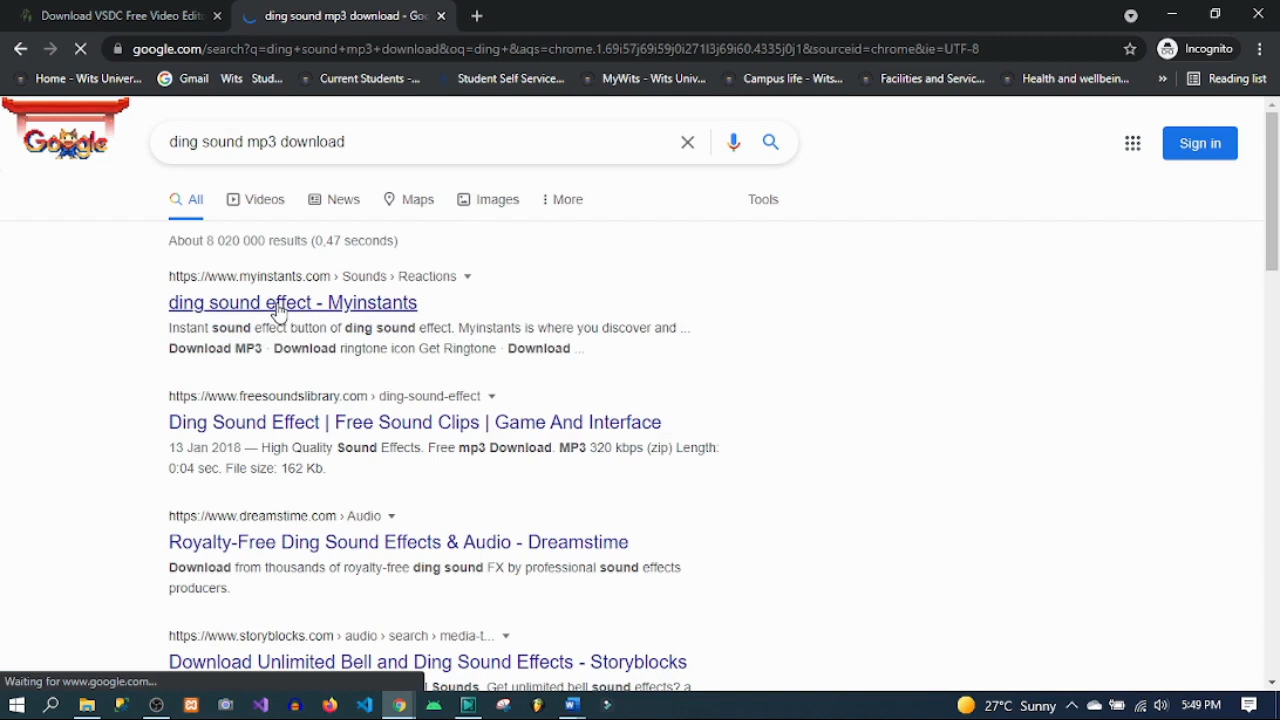 Download VSDC Free Video Edit
ding sound mp3 download - Goo
google.com/search?q=ding+sound+mp3+download&oq=ding+&aqs=chrome.1.69i57j69i59j0i271l3j69i60.4335j0j1&sourceid=chrome&ie=UTF-8
Incognito
Home - Wits Univer...
Gmail
Wits Stud...
Current Students -...
Student Self Service...
MyWits - Wits Univ...
Campus life - Wits...
Facilities and Servic...
Health and wellbein...
»
Reading list
Google
ding sound mp3 download
Sign in
All
Videos
News
Maps
Images
More
Tools
About 8 020 000 results (0,47 seconds)
https://www.myinstants.com › Sounds › Reactions
ding sound effect - Myinstants
Instant sound effect button of ding sound effect. Myinstants is where you discover and ...
Download MP3 · Download ringtone icon Get Ringtone · Download ...
https://www.freesoundslibrary.com › ding-sound-effect
Ding Sound Effect | Free Sound Clips | Game And Interface
13 Jan 2018 — High Quality Sound Effects. Free mp3 Download. MP3 320 kbps (zip) Length:
0:04 sec. File size: 162 Kb.
https://www.dreamstime.com › Audio
Royalty-Free Ding Sound Effects & Audio - Dreamstime
Download from thousands of royalty-free ding sound FX by professional sound effects
producers.
https://www.storyblocks.com › audio › search › media-t...
Download Unlimited Bell and Ding Sound Effects - Storyblocks
Sounds. Get unlimited bell sound effects? a
Waiting for www.google.com...
27°C Sunny
5:49 PM